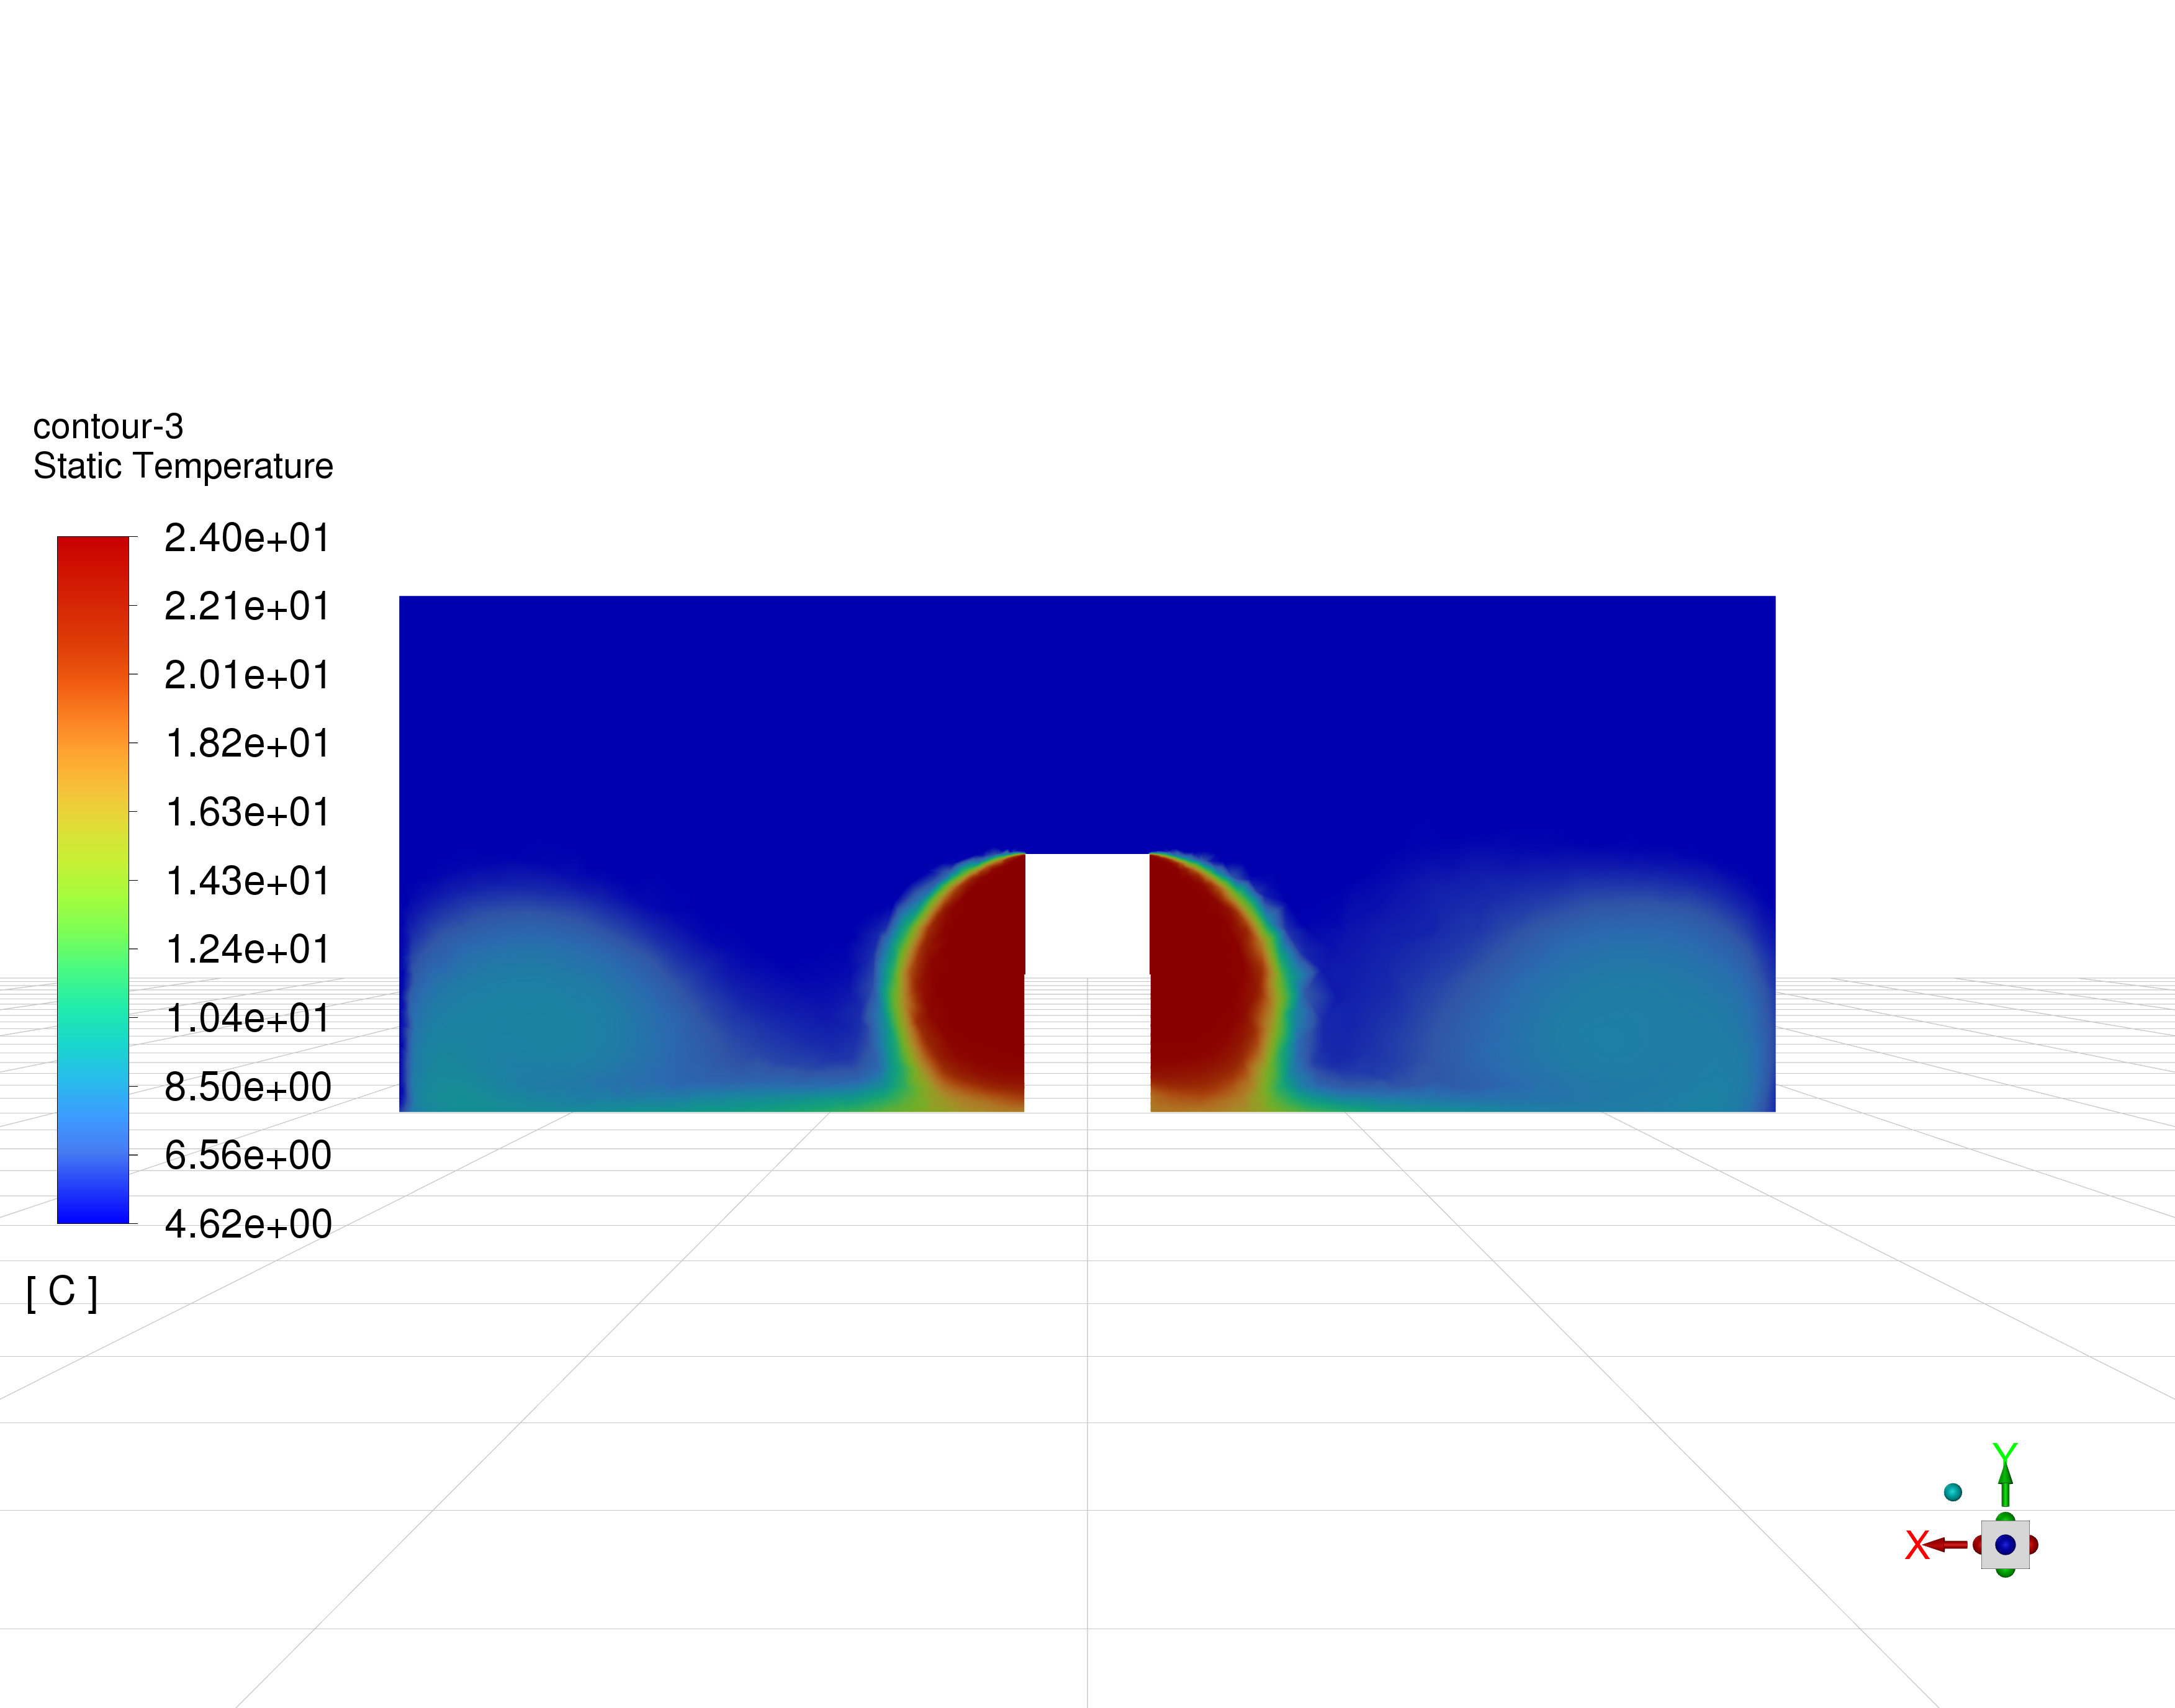 contour-3
Static Temperature
2.40e+01
2.21e+01
2.01e+01
1.82e+01
1.63e+01
1.43e+01
1.24e+01
1.04e+01
8.50e+00
6.56e+00
4.62e+00
[ C ]
Y
X